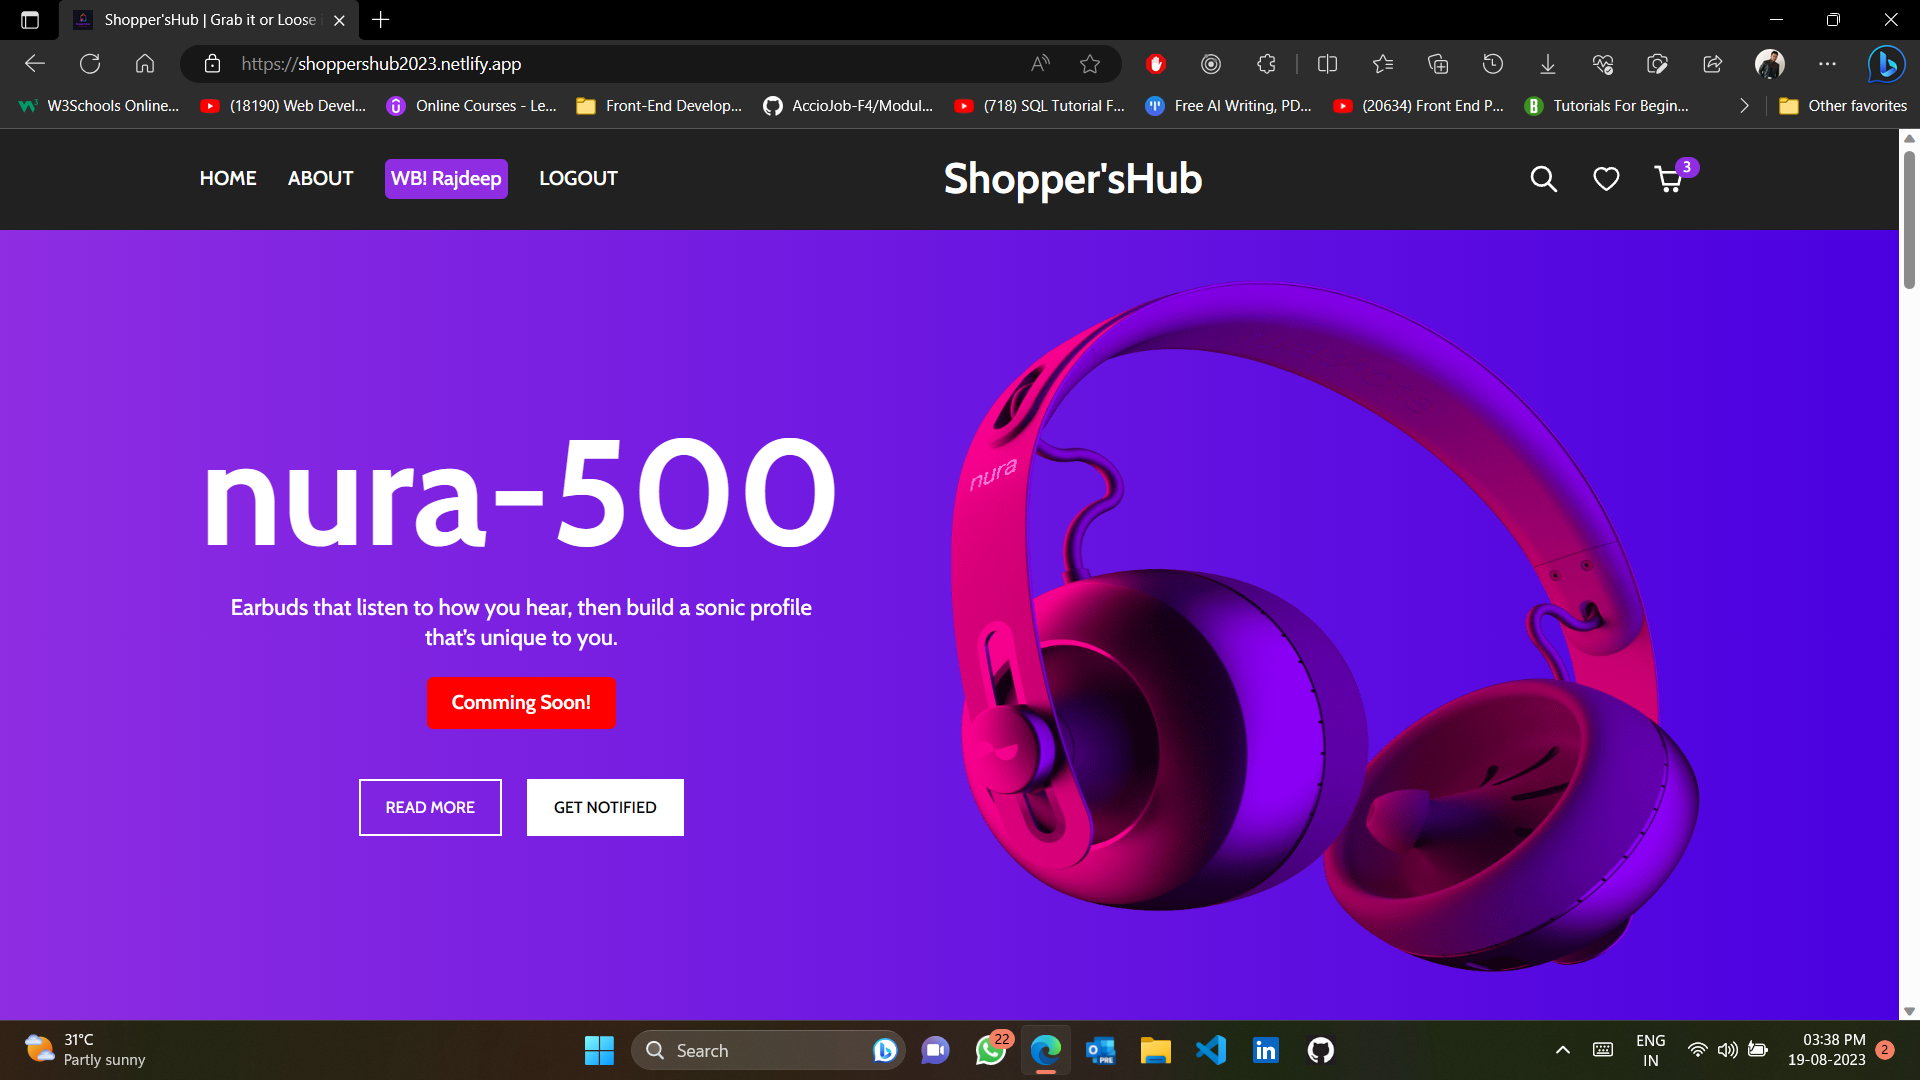 Shopper'sHub | Grab it or Loose
https://shoppershub2023.netlify.app
W3Schools Online...
(18190) Web Devel...
Online Courses - Le...
Front-End Develop...
AccioJob-F4/Modul...
(718) SQL Tutorial F...
Free AI Writing, PD...
(20634) Front End P...
Tutorials For Begin...
Other favorites
HOME
ABOUT
WB! Rajdeep
LOGOUT
Shopper'sHub
3
nura-500
nura
Earbuds that listen to how you hear, then build a sonic profile
that's unique to you.
Comming Soon!
READ MORE
GET NOTIFIED
31°C
Partly sunny
Search
22
PRE
ENG
IN
03:38 PM
19-08-2023
2